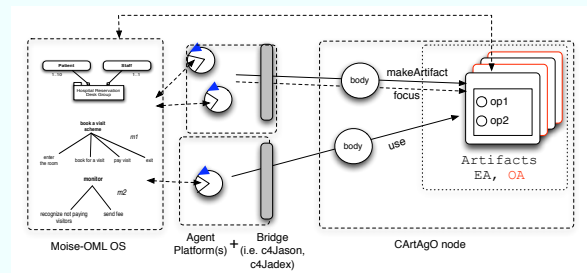 Patient
Staff
1..10
1..1
Hospital Reservation
Desk Group
book a visit
scheme
m1
enter
the room
book for a visit
pay visit
exit
monitor
m2
recognize not paying
visitors
send fee
Moise-OML OS
Agent
Platform(s)
+
Bridge
(i.e. c4Jason,
c4Jadex)
body
makeArtifact
focus
body
use
op1
op2
Artifacts
EA, OA
CArtAgO node